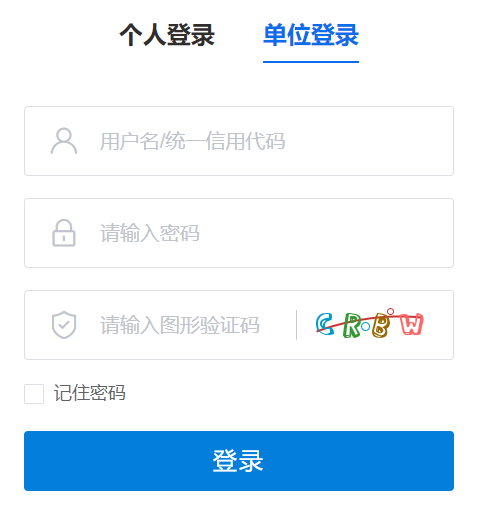 个人登录 单位登录
用户名/统一信用代码
请输入密码
请输入图形验证码 CRBW
记住密码
登录